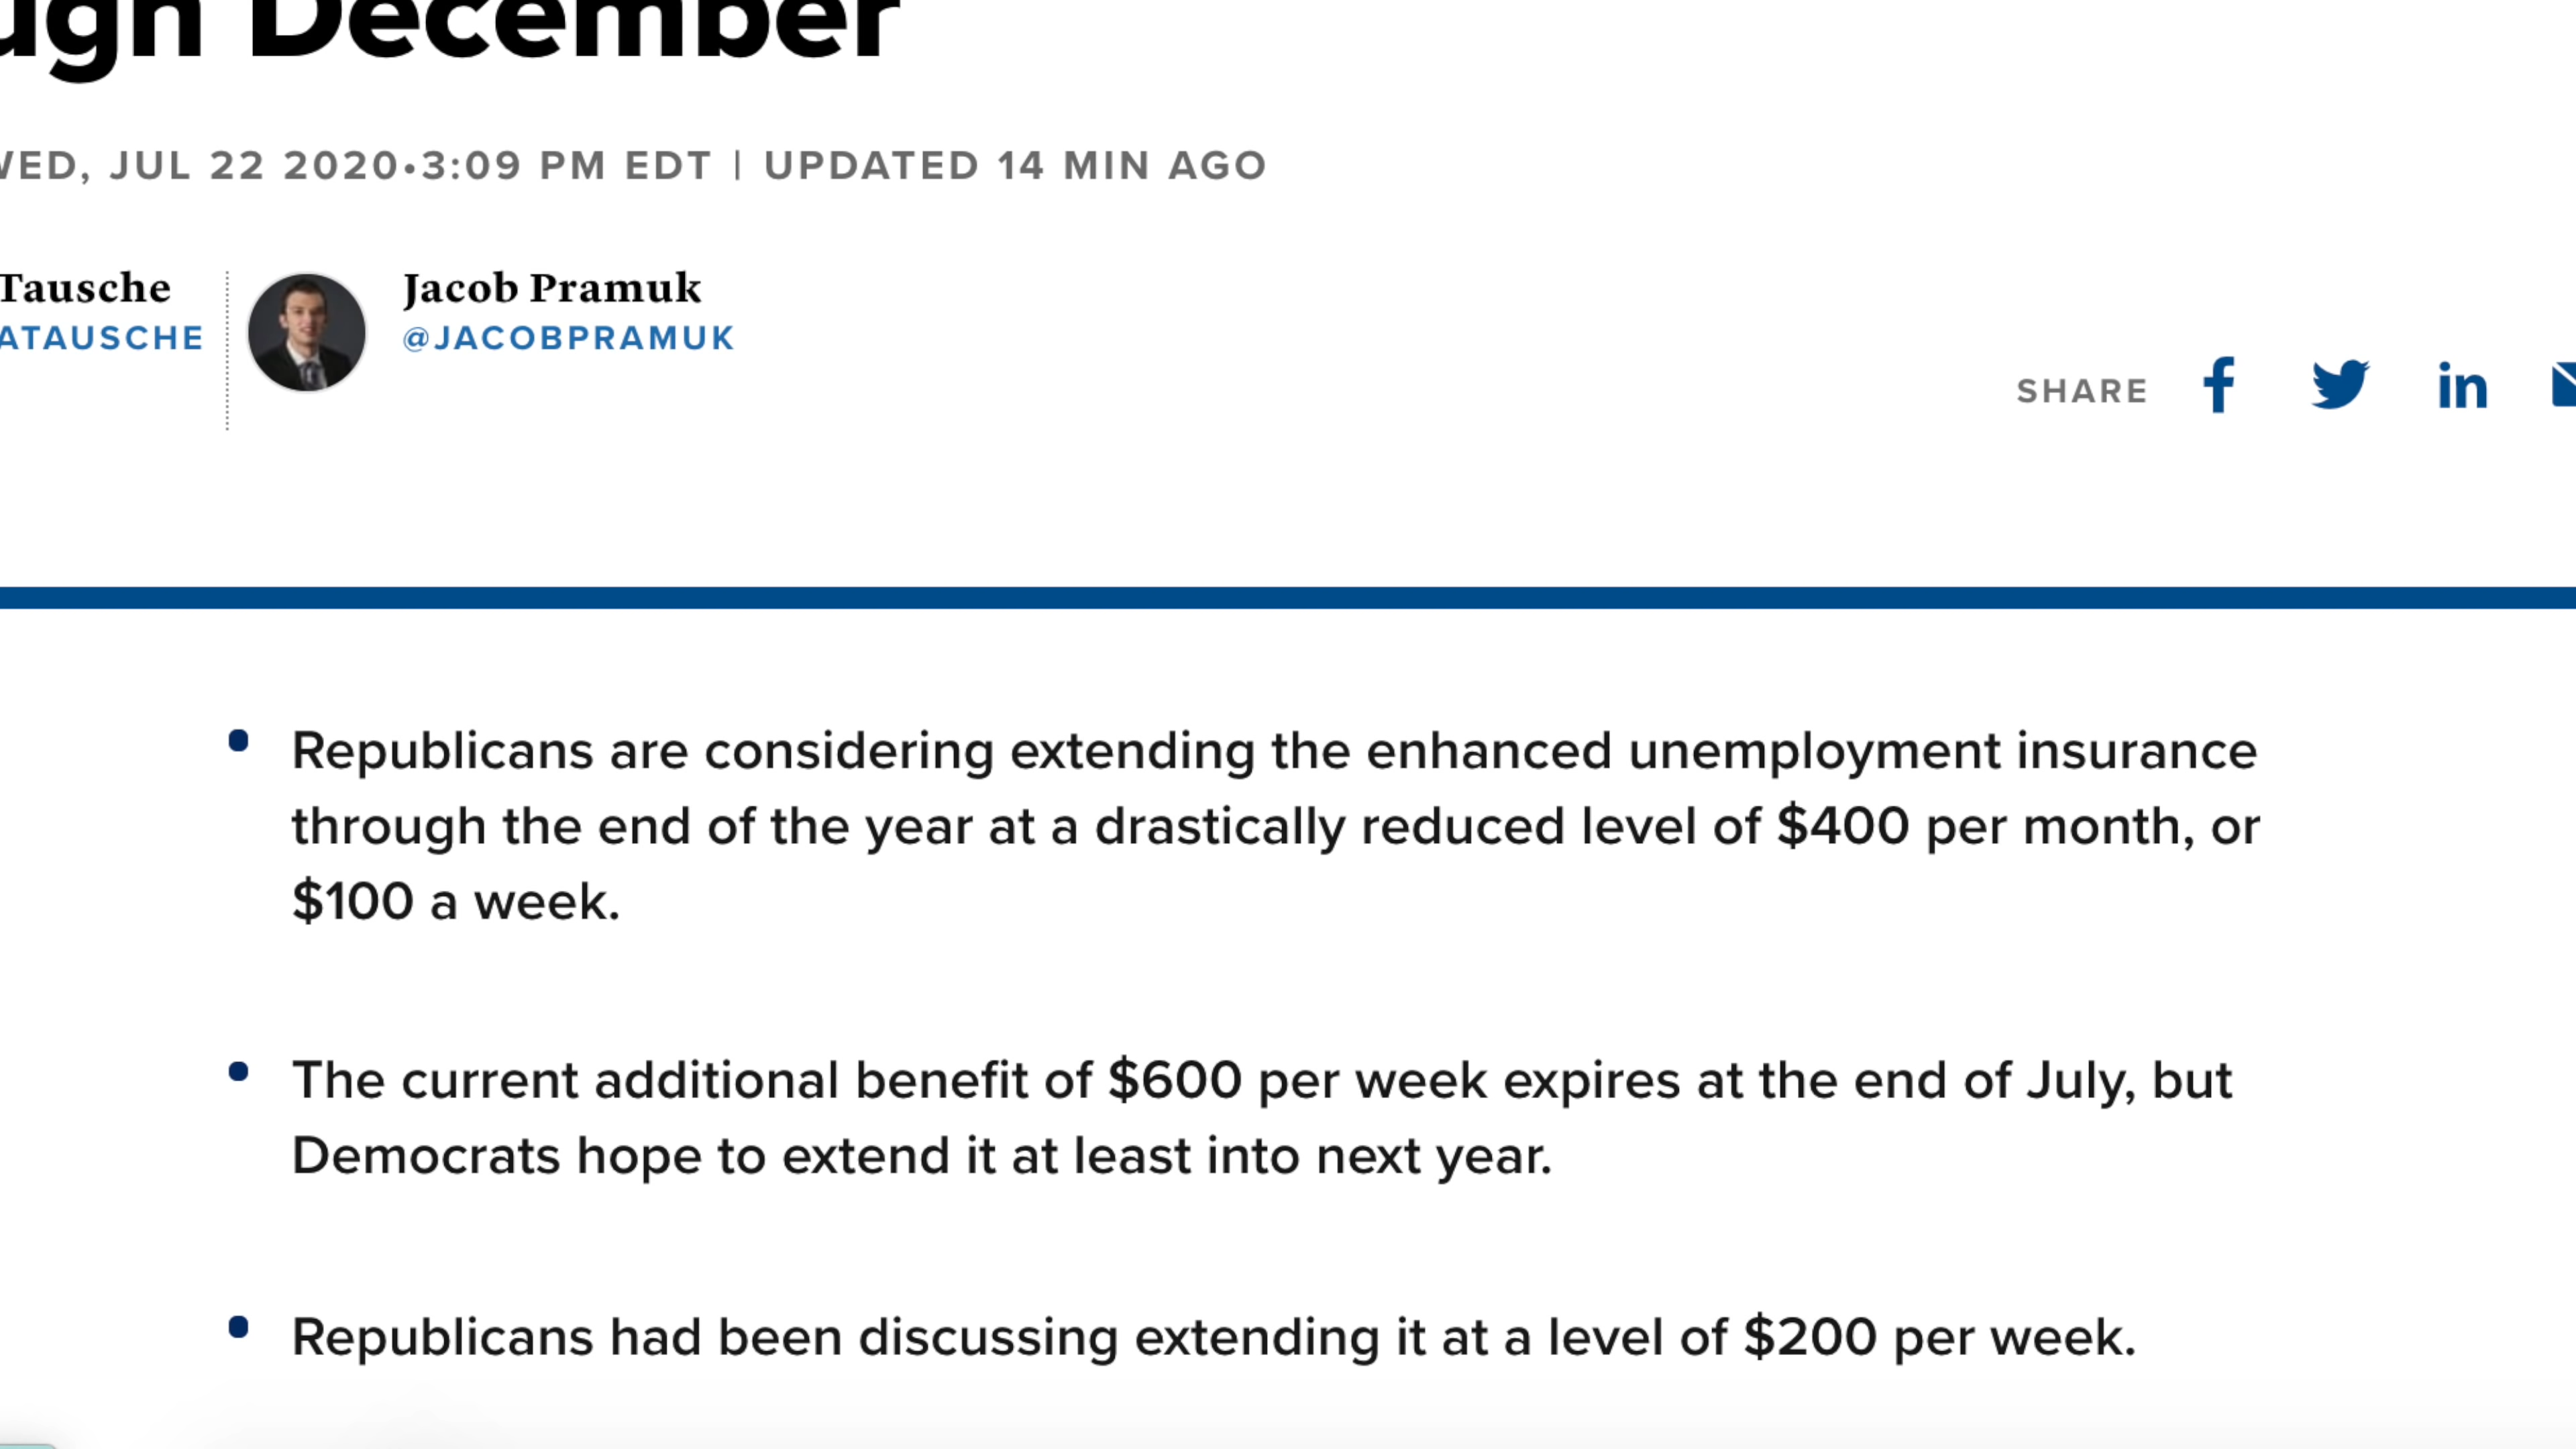 ugh December
WED, JUL 22 2020•3:09 PM EDT | UPDATED 14 MIN AGO
Tausche
ATAUSCHE
Jacob Pramuk
@JACOBPRAMUK
SHARE
Republicans are considering extending the enhanced unemployment insurance
through the end of the year at a drastically reduced level of $400 per month, or
$100 a week.
The current additional benefit of $600 per week expires at the end of July, but
Democrats hope to extend it at least into next year.
Republicans had been discussing extending it at a level of $200 per week.